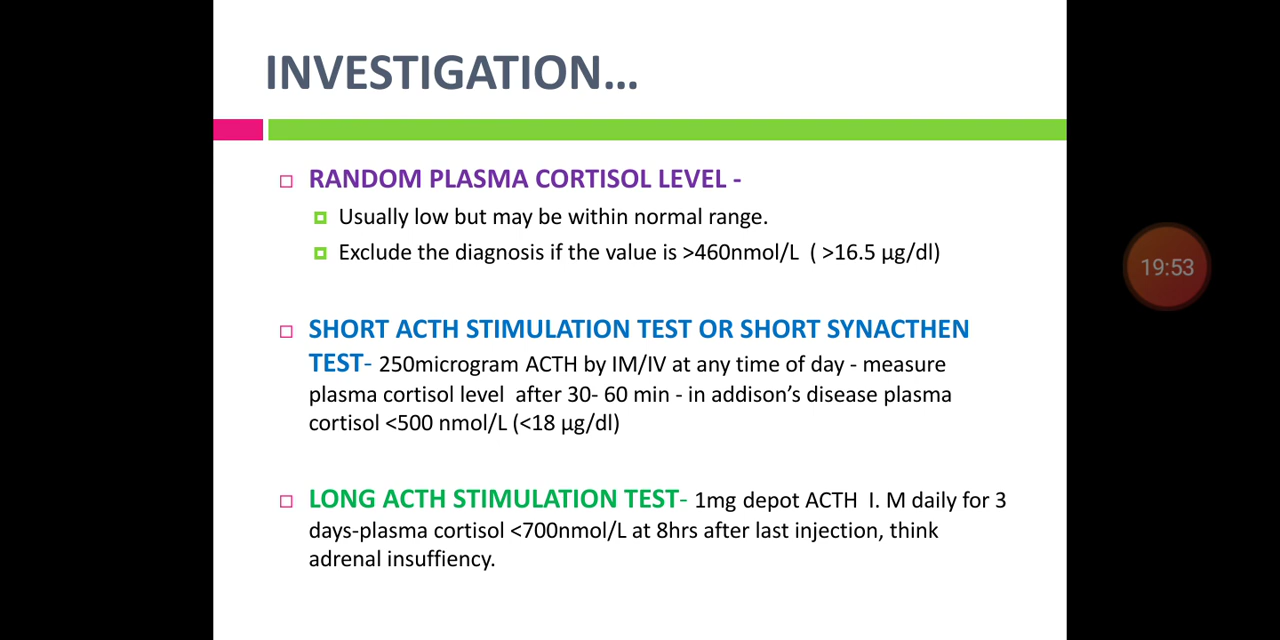 INVESTIGATION...
RANDOM PLASMA CORTISOL LEVEL -
Usually low but may be within normal range.
Exclude the diagnosis if the value is >460nmol/L ( >16.5 µg/dl)
19:53
SHORT ACTH STIMULATION TEST OR SHORT SYNACTHEN
TEST- 250microgram ACTH by IM/IV at any time of day - measure
plasma cortisol level after 30- 60 min - in addison's disease plasma
cortisol <500 nmol/L (<18 µg/dl)
LONG ACTH STIMULATION TEST- 1mg depot ACTH I. M daily for 3
days-plasma cortisol <700nmol/L at 8hrs after last injection, think
adrenal insuffiency.